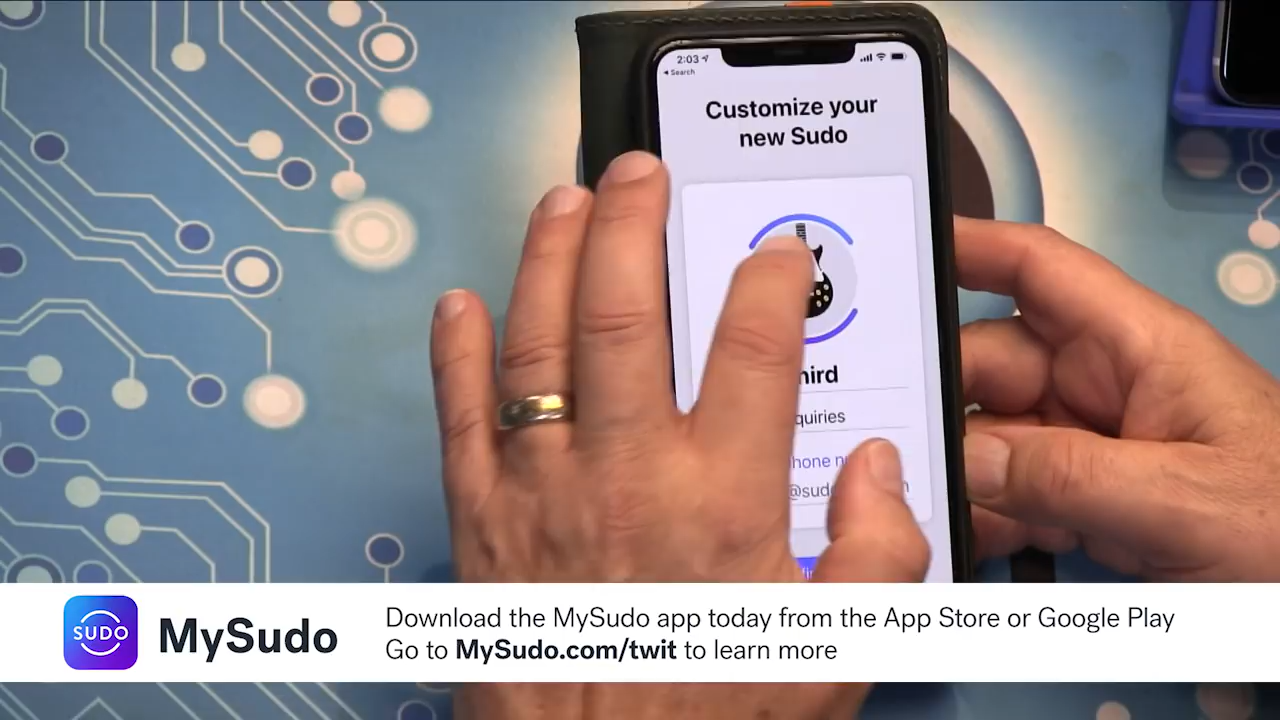 2:03
Search
Customize your
new Sudo
SUDO
MySudo
Download the MySudo app today from the App Store or Google Play
Go to MySudo.com/twit to learn more